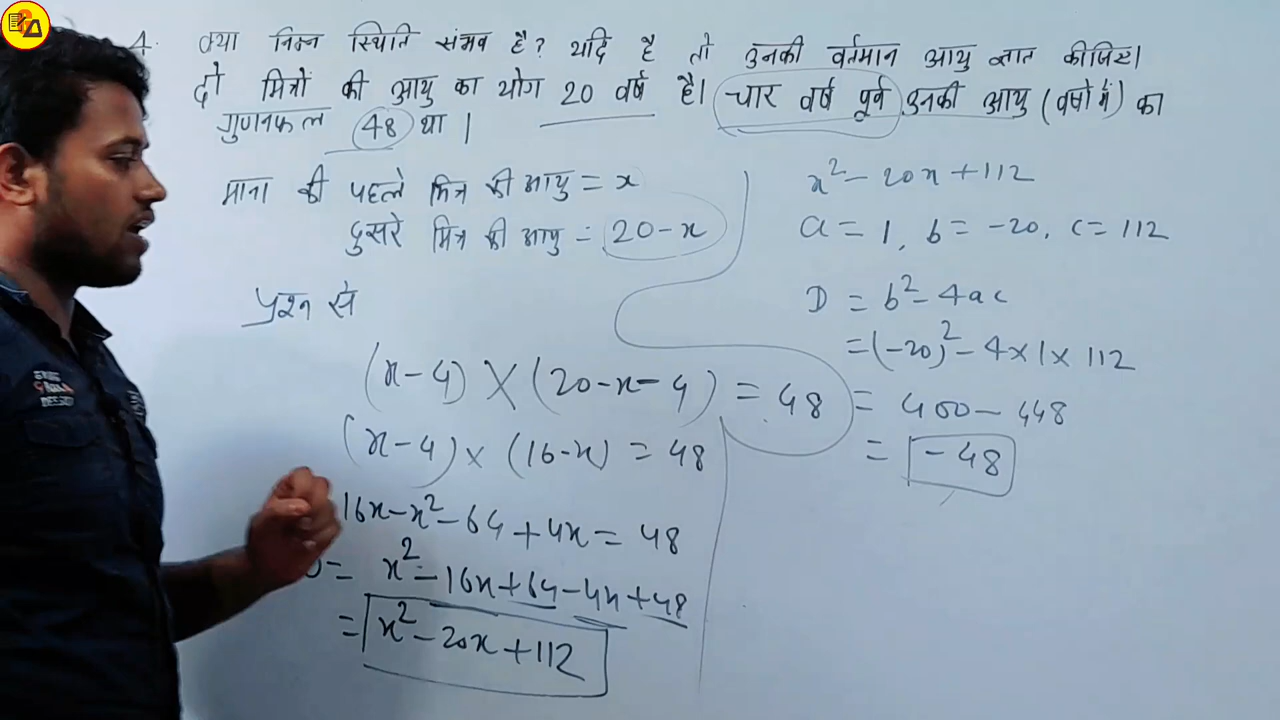 4. क्या निम्न स्थिति संभव है? यदि है तो उनकी वर्तमान आयु ज्ञात कीजिए।
दो मित्रों की आयु का योग 20 वर्ष है। चार वर्ष पूर्व उनकी आयु (वर्षो में) का
गुणनफल 48 था।
माना की पहले मित्र की आयु = x
दुसरे मित्र की आयु = 20-x
प्रश्न से
(x-4) × (20-x-4) = 48
(x-4) × (16-x) = 48
16x-x²-64+4x=48
0= x²-16x+64-4x+48
= x²-20x+112
x²-20x+112
a=1, b=-20, c=112
D = b²-4ac
=(-20)²-4×1×112
= 400-448
= -48